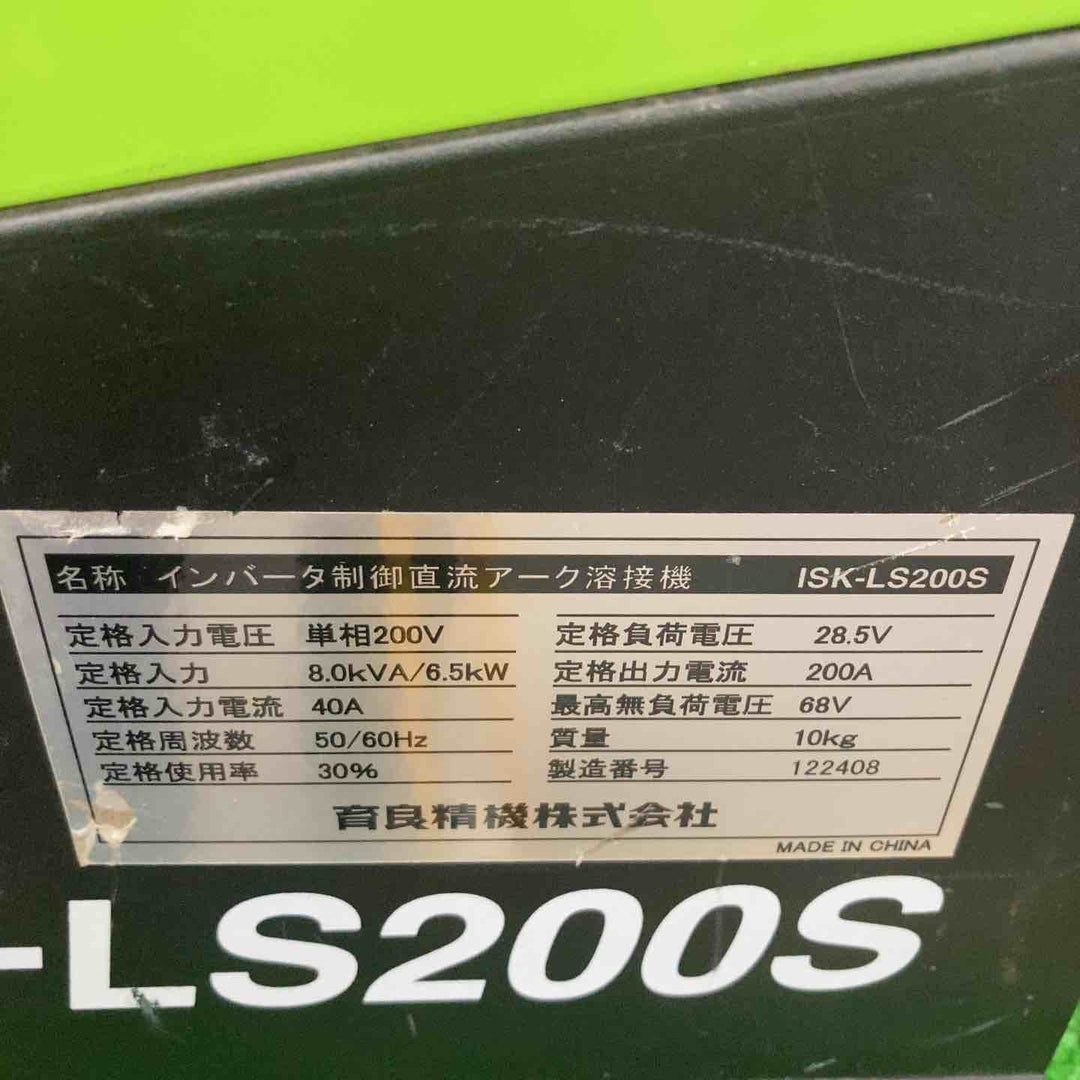 名称 インバータ制御直流アーク溶接機 ISK-LS200S
定格入力電圧 単相200V 定格負荷電圧 28.5V
定格入力 8.0kVA/6.5kW 定格出力電流 200A
定格入力電流 40A 最高無負荷電圧 68V
定格周波数 50/60Hz 質量 10kg
定格使用率 30% 製造番号 122408
育良精機株式会社
MADE IN CHINA
-LS200S